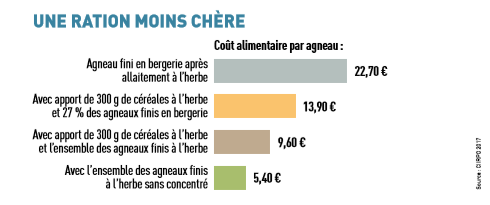 UNE RATION MOINS CHÈRE
Coût alimentaire par agneau :
Agneau fini en bergerie après
allaitement à l'herbe
22,70 €
Avec apport de 300 g de céréales à l'herbe
et 27 % des agneaux finis en bergerie
13,90 €
Avec apport de 300 g de céréales à l'herbe
et l'ensemble des agneaux finis à l'herbe
9,60 €
Avec l'ensemble des agneaux finis
à l'herbe sans concentré
5,40 €
Source : CIIRPO 2017